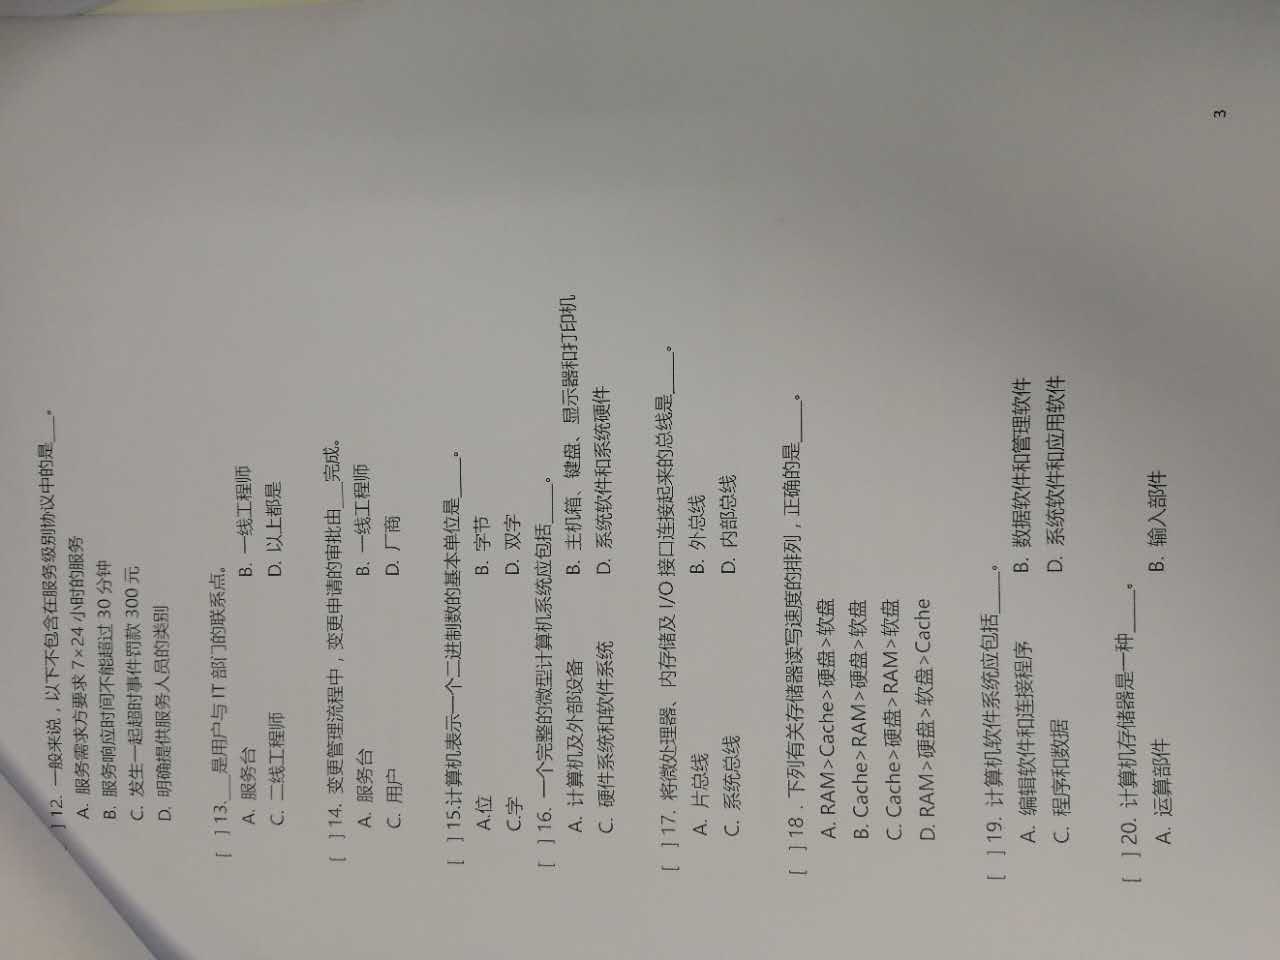 ] 12. 一般来说，以下不包含在服务级别协议中的是___。
A. 服务需求方要求 7×24 小时的服务
B. 服务响应时间不能超过 30 分钟
C. 发生一起超时事件罚款 300 元
D. 明确提供服务人员的类别
[ ] 13.___是用户与 IT 部门的联系点。
A. 服务台 B. 一线工程师
C. 二线工程师 D. 以上都是
[ ] 14. 变更管理流程中，变更申请的审批由___完成。
A. 服务台 B. 一线工程师
C. 用户 D. 厂商
[ ] 15.计算机表示一个二进制数的基本单位是____。
A.位 B. 字节
C.字 D. 双字
[ ] 16. 一个完整的微型计算机系统应包括____。
A. 计算机及外部设备 B. 主机箱、键盘、显示器和打印机
C. 硬件系统和软件系统 D. 系统软件和系统硬件
[ ] 17. 将微处理器、内存储及 I/O 接口连接起来的总线是____。
A. 片总线 B. 外总线
C. 系统总线 D. 内部总线
[ ] 18．下列有关存储器读写速度的排列，正确的是____。
A. RAM>Cache>硬盘>软盘
B. Cache>RAM>硬盘>软盘
C. Cache>硬盘>RAM>软盘
D. RAM>硬盘>软盘>Cache
[ ] 19. 计算机软件系统应包括____。
A. 编辑软件和连接程序 B. 数据软件和管理软件
C. 程序和数据 D. 系统软件和应用软件
[ ] 20. 计算机存储器是一种____。
A. 运算部件 B. 输入部件
3